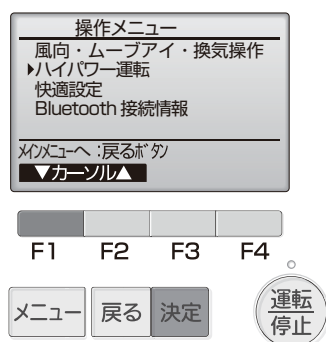 操作メニュー
風向・ムーブアイ・換気操作
▶ハイパワー運転
快適設定
Bluetooth 接続情報
メインメニューへ：戻るボタン
▼カーソル▲
F1 F2 F3 F4
メニュー 戻る 決定 運転
停止